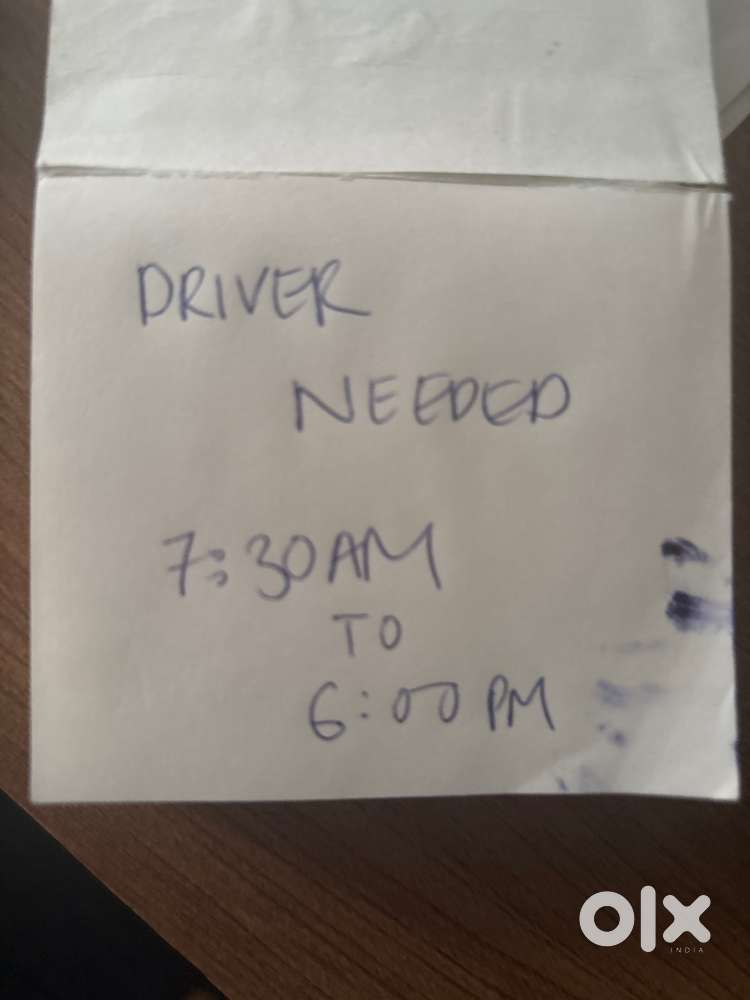 DRIVER
NEEDED
7:30AM
TO
6:00 PM
olx
INDIA